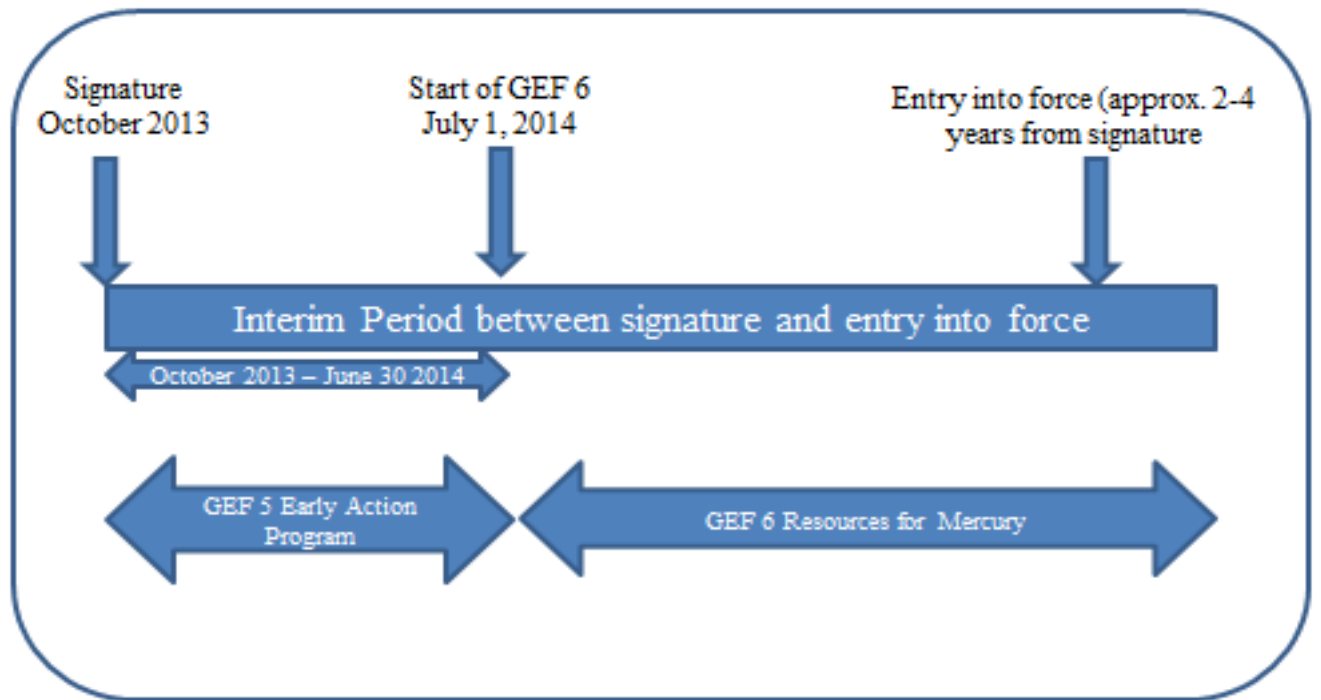 Signature
October 2013
Start of GEF 6
July 1, 2014
Entry into force (approx. 2-4
years from signature
Interim Period between signature and entry into force
October 2013 – June 30 2014
GEF 5 Early Action
Program
GEF 6 Resources for Mercury